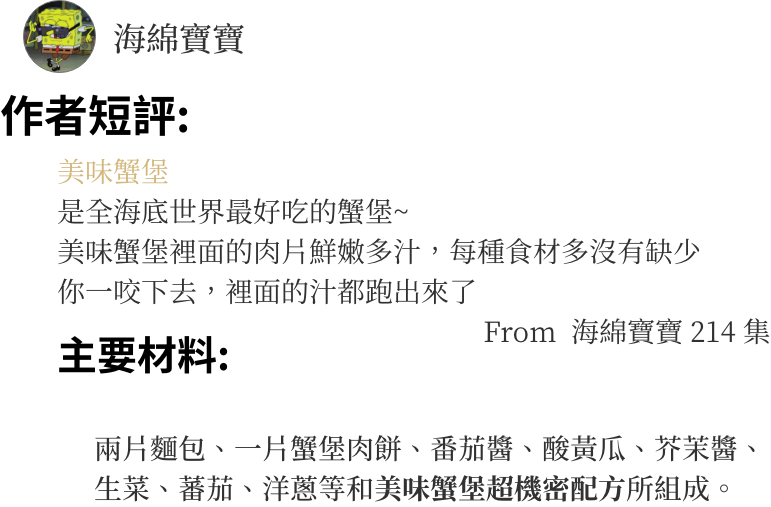 海綿寶寶
作者短評:
美味蟹堡
是全海底世界最好吃的蟹堡~
美味蟹堡裡面的肉片鮮嫩多汁，每種食材多沒有缺少
你一咬下去，裡面的汁都跑出來了
From 海綿寶寶 214 集
主要材料:
兩片麵包、一片蟹堡肉餅、番茄醬、酸黃瓜、芥茉醬、
生菜、蕃茄、洋蔥等和美味蟹堡超機密配方所組成。